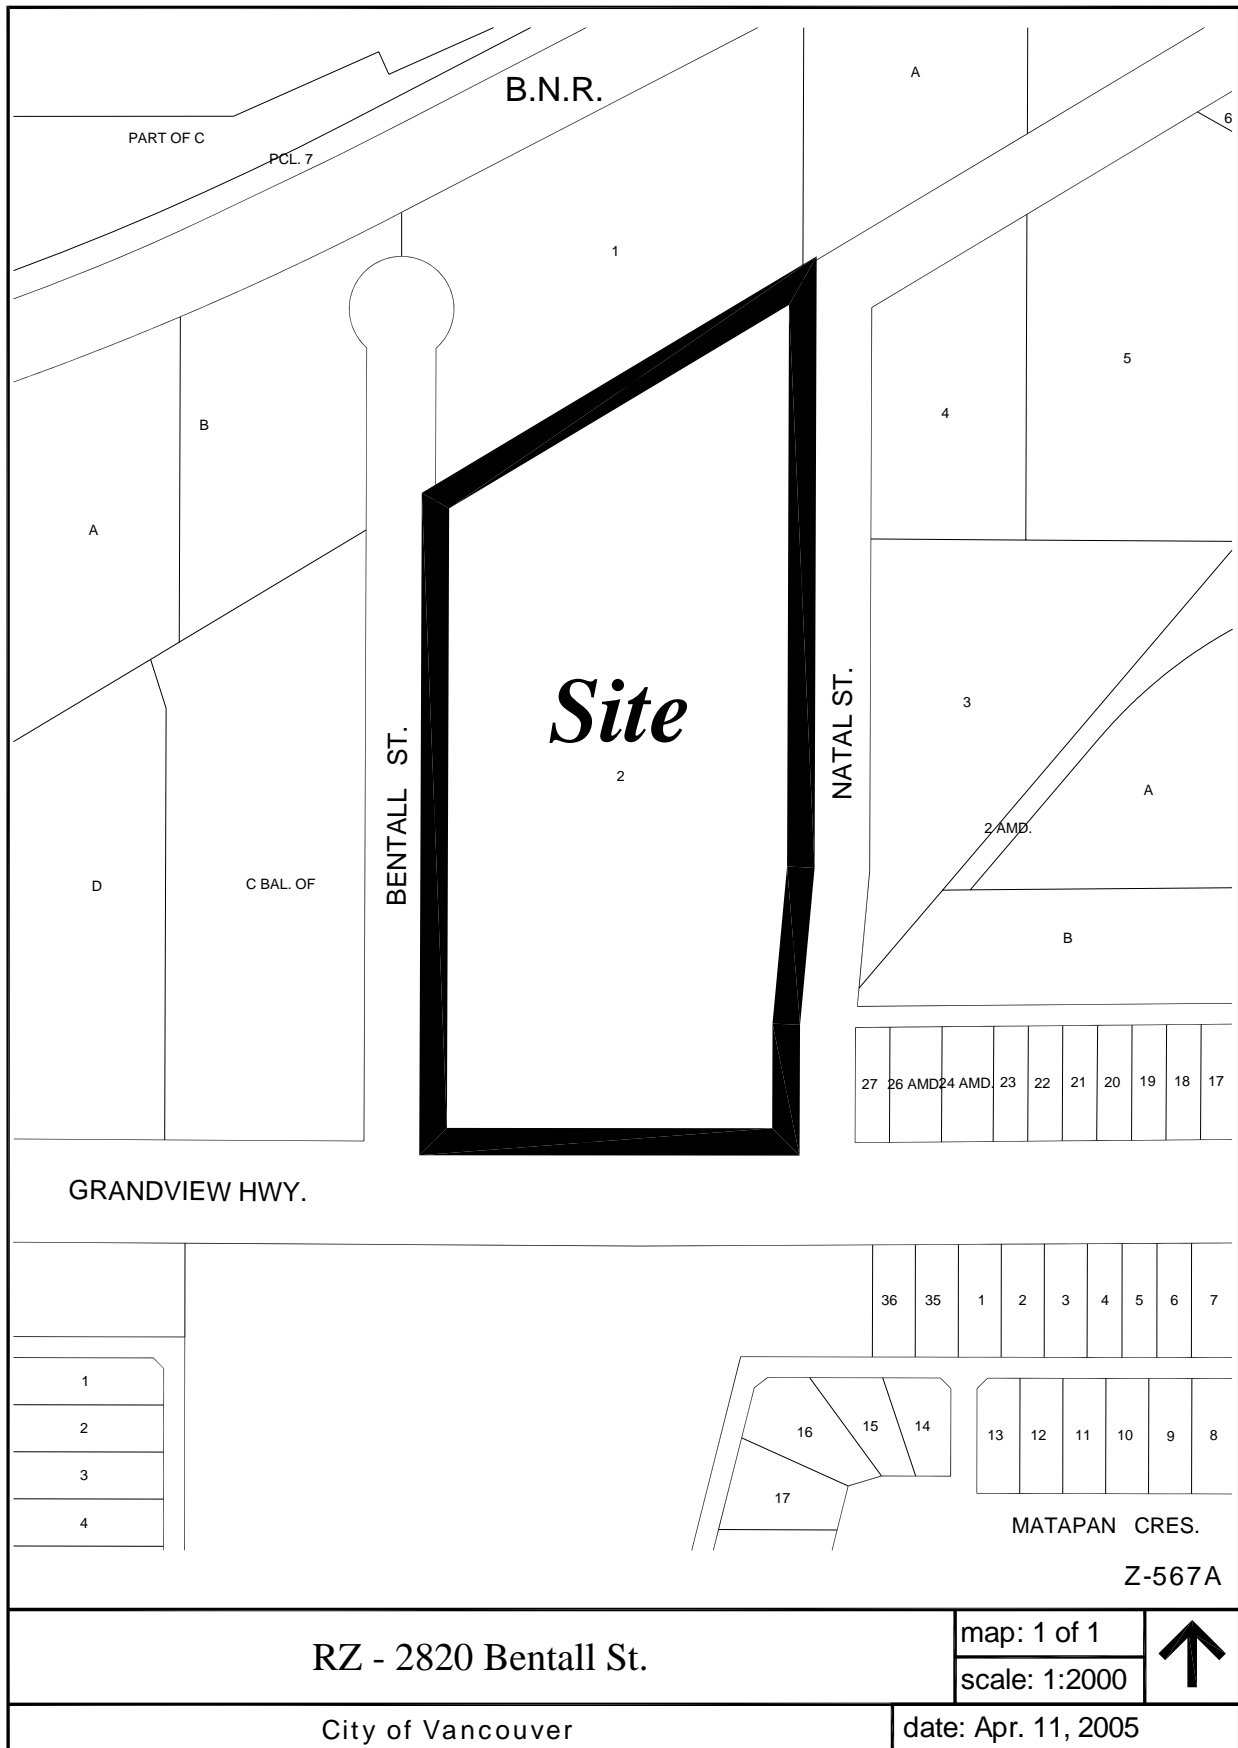 B.N.R.
A
6
PART OF C
PCL. 7
1
5
4
B
A
Site
2
BENTALL ST.
NATAL ST.
3
A
2 AMD.
D
C BAL. OF
B
27 26 AMD. 24 AMD. 23 22 21 20 19 18 17
GRANDVIEW HWY.
36 35 1 2 3 4 5 6 7
1
2
3
4
16 15 14
13 12 11 10 9 8
17
MATAPAN CRES.
Z-567A
RZ - 2820 Bentall St.
map: 1 of 1
scale: 1:2000
City of Vancouver
date: Apr. 11, 2005